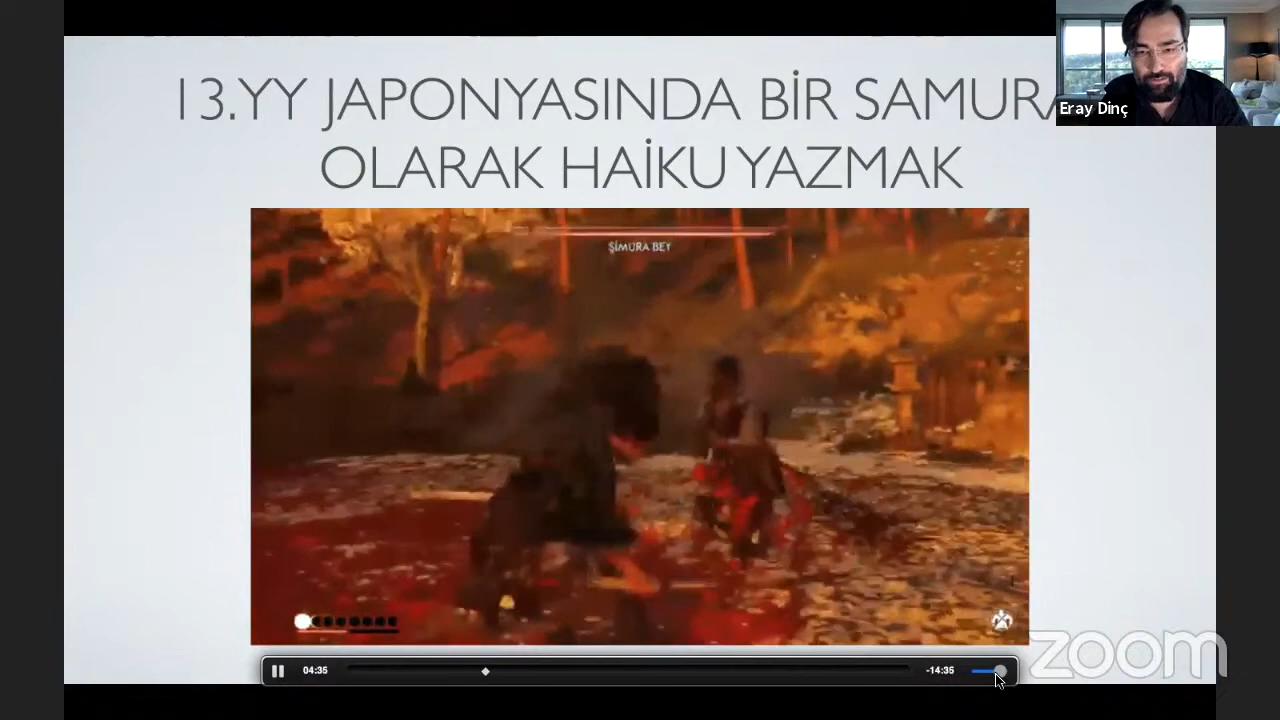 13.YY JAPONYASINDA BİR SAMURA
OLARAK HAİKU YAZMAK
Eray Dinç
ŞİMURA BEY
04:35
-14:35
zoom